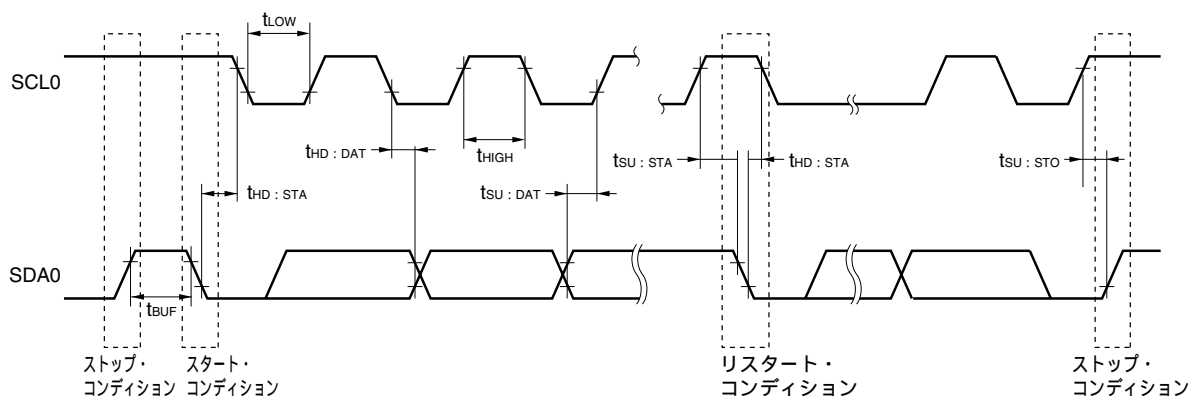 tLOW
SCL0
tHD : DAT
tHIGH
tSU : STA
tHD : STA
tSU : STO
tHD : STA
tSU : DAT
SDA0
tBUF
ストップ・
コンディション
スタート・
コンディション
リスタート・
コンディション
ストップ・
コンディション